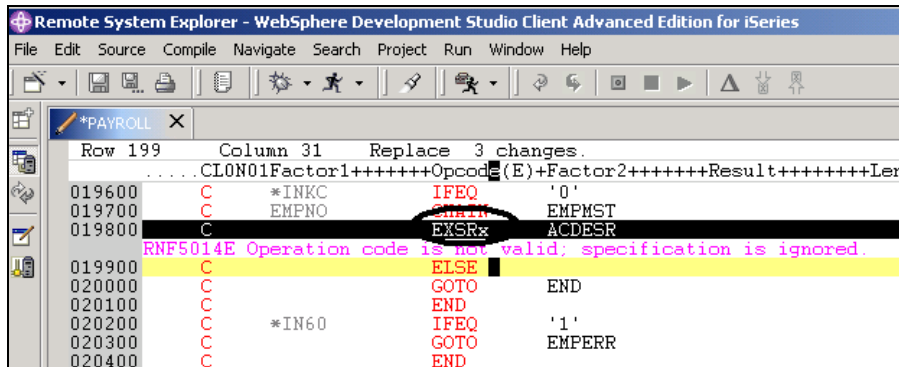 Remote System Explorer - WebSphere Development Studio Client Advanced Edition for iSeries
File Edit Source Compile Navigate Search Project Run Window Help
*PAYROLL
Row 199 Column 31 Replace 3 changes.
.....CL0N01Factor1+++++++Opcode(E)+Factor2+++++++Result++++++++Len
019600 C *INKC IFEQ '0'
019700 C EMPNO CHAIN EMPMST
019800 C EXSRx ACDESR
RNF5014E Operation code is not valid; specification is ignored.
019900 C ELSE
020000 C GOTO END
020100 C END
020200 C *IN60 IFEQ '1'
020300 C GOTO EMPERR
020400 C END